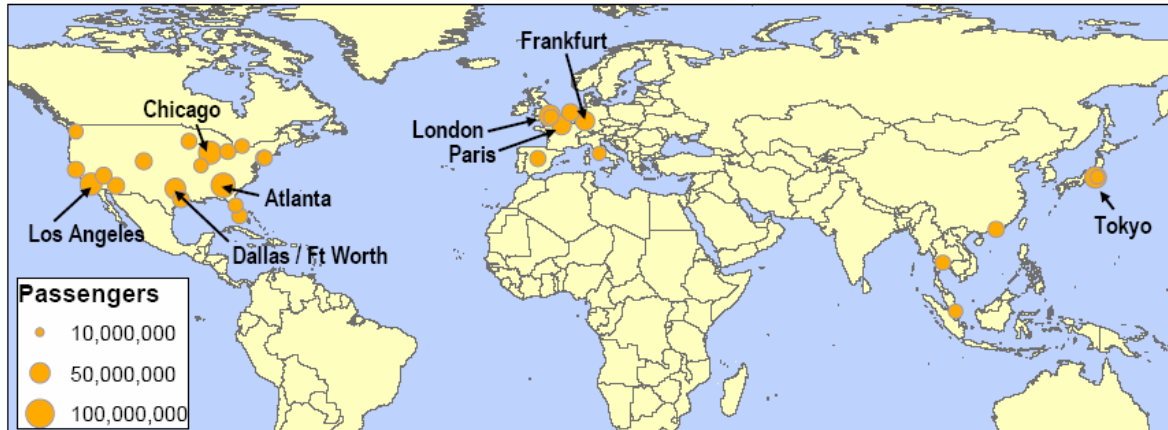 Frankfurt
Chicago
London
Paris
Atlanta
Los Angeles
Tokyo
Dallas / Ft Worth
Passengers
10,000,000
50,000,000
100,000,000